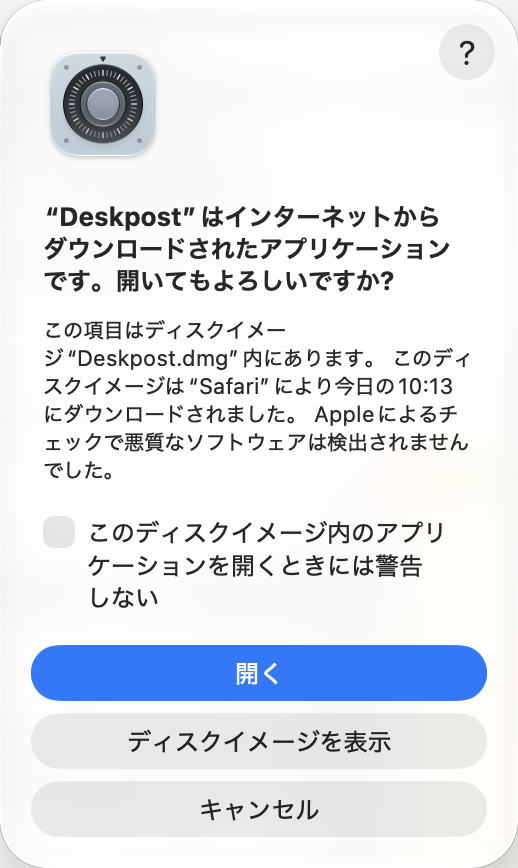 ?
“Deskpost”はインターネットから
ダウンロードされたアプリケーション
です。開いてもよろしいですか?
この項目はディスクイメー
ジ“Deskpost.dmg”内にあります。 このディ
スクイメージは“Safari”により今日の10:13
にダウンロードされました。 Appleによるチ
ェックで悪質なソフトウェアは検出されません
でした。
このディスクイメージ内のアプリ
ケーションを開くときには警告
しない
開く
ディスクイメージを表示
キャンセル